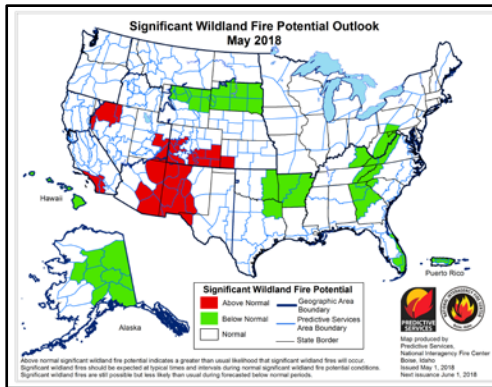 Significant Wildland Fire Potential Outlook
May 2018
Hawaii
Alaska
Puerto Rico
Significant Wildland Fire Potential
Above Normal
Below Normal
Normal
Geographic Area
Boundary
Predictive Services
Area Boundary
State Border
PREDICTIVE
SERVICES
Map produced by
Predictive Services,
National Interagency Fire Center
Boise, Idaho
Issued May 1, 2018
Next issuance June 1, 2018
Above normal significant wildland fire potential indicates a greater than usual likelihood that significant fires will occur.
Significant fires should be expected at typical times and intervals during normal significant wildland fire potential conditions.
Significant fires are still possible but less likely than usual during forecasted below normal periods.